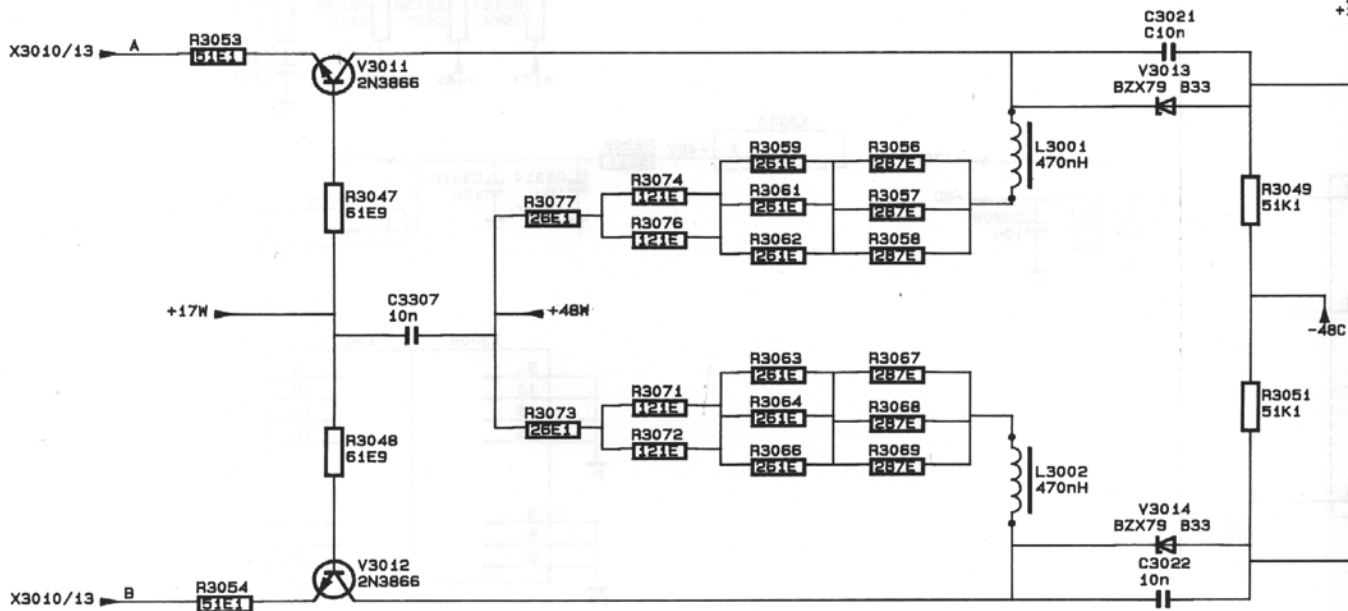 +
X3010/13
A
R3053
51E1
V3011
2N3866
C3021
C10n
V3013
BZX79 B33
L3001
470nH
R3059
261E
R3056
287E
R3074
121E
R3061
261E
R3057
287E
R3077
26E1
R3076
121E
R3062
261E
R3058
287E
R3047
61E9
R3049
51K1
+17W
C3307
10n
+48W
-48C
R3063
261E
R3067
287E
R3071
121E
R3064
261E
R3068
287E
R3073
26E1
R3072
121E
R3066
261E
R3069
287E
R3048
61E9
R3051
51K1
L3002
470nH
V3014
BZX79 B33
V3012
2N3866
C3022
10n
X3010/13
B
R3054
51E1